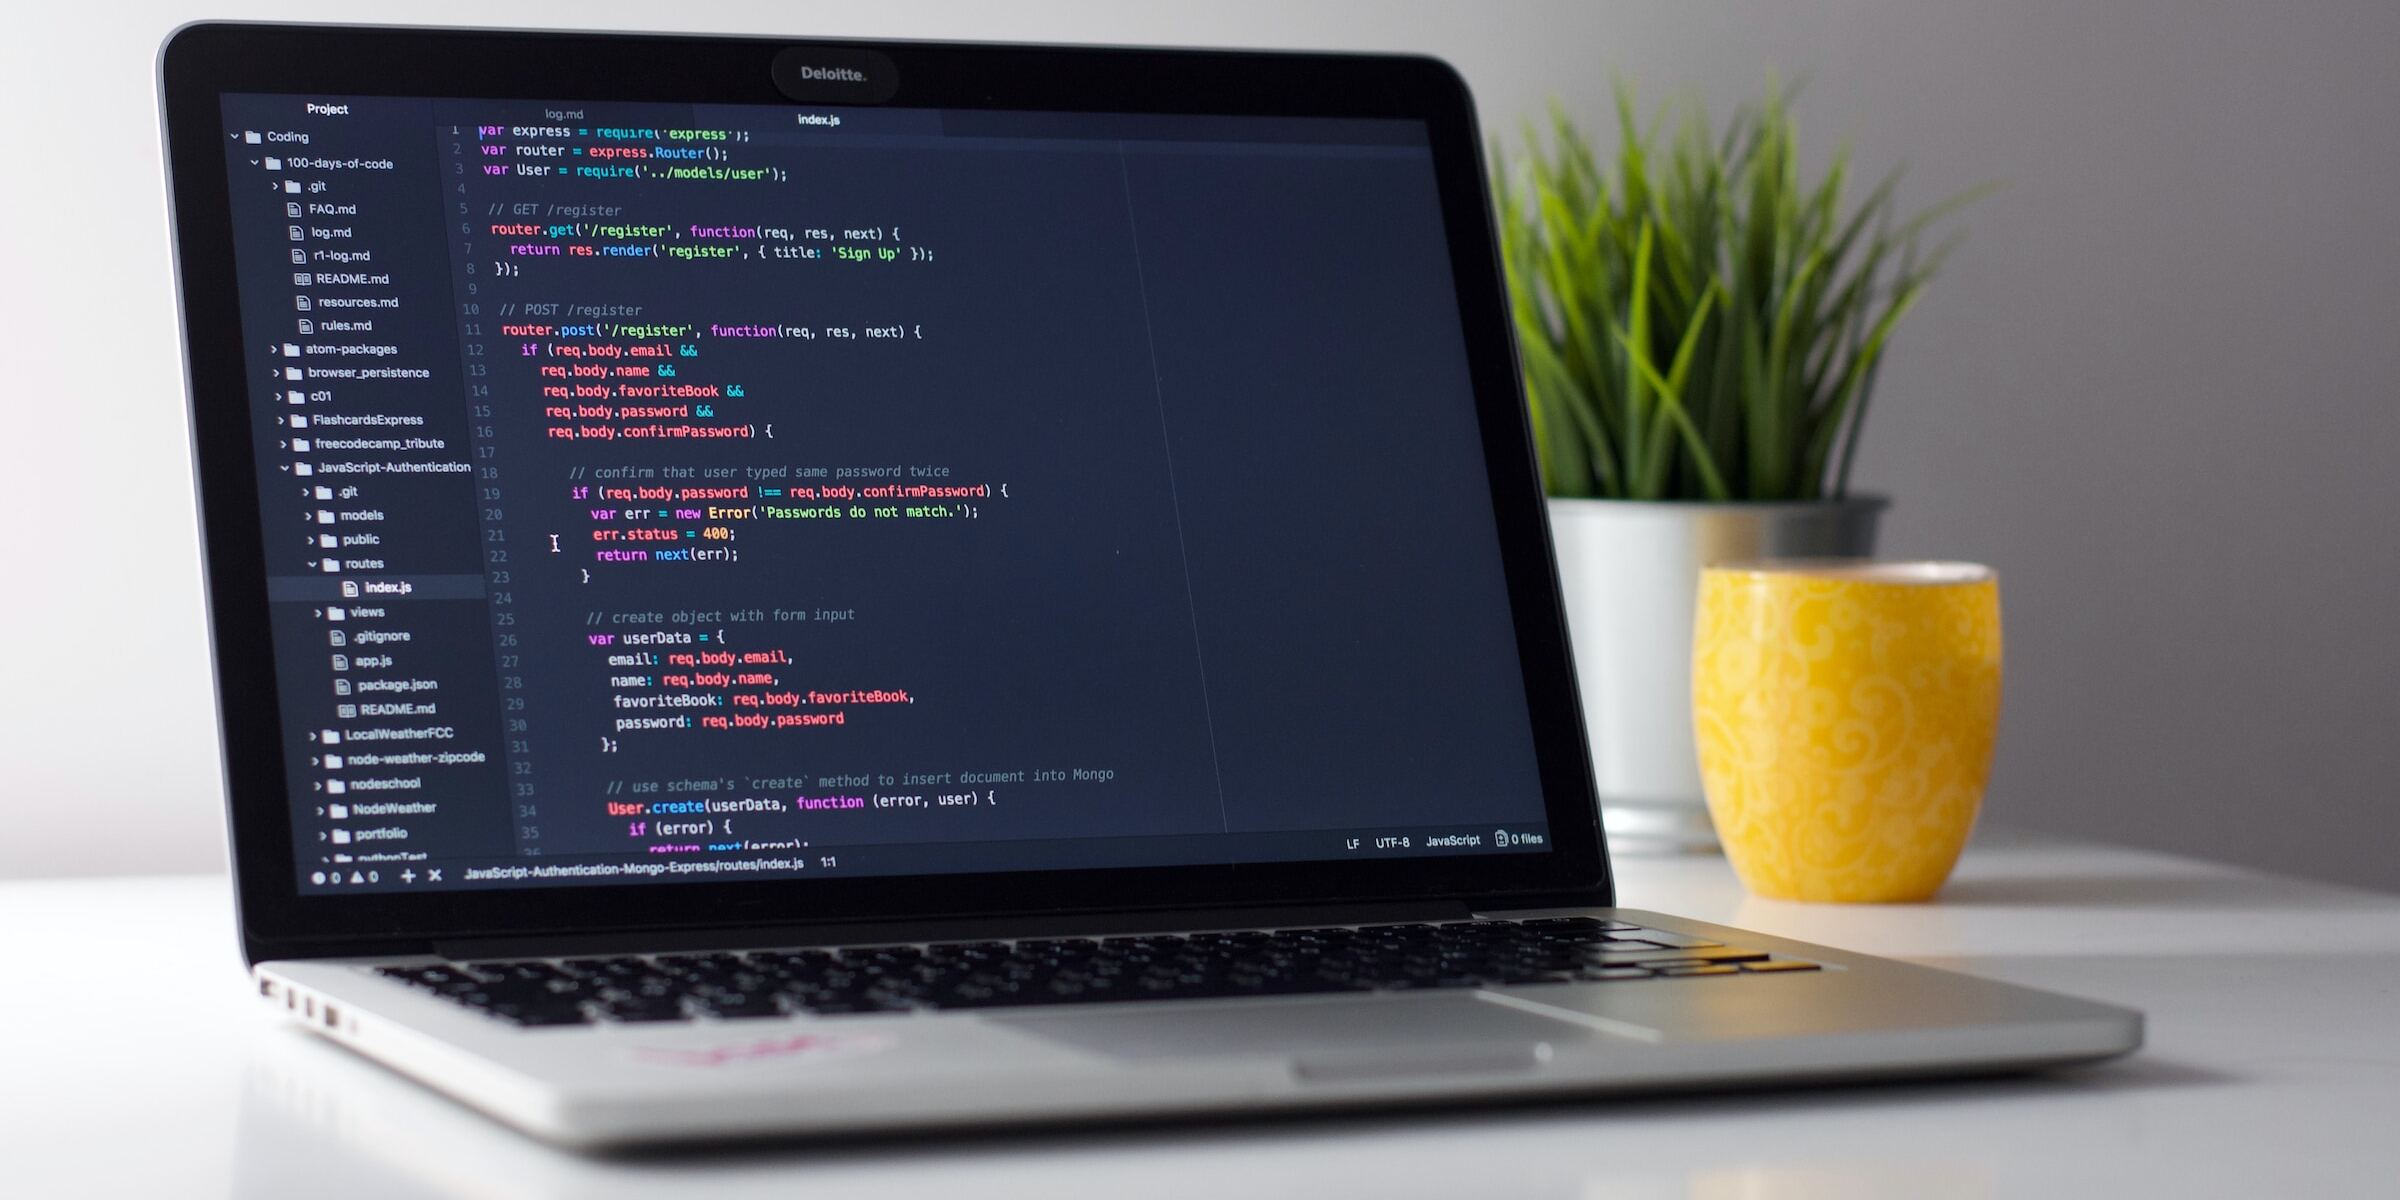 Deloitte.
Project
Coding
100-days-of-code
.git
FAQ.md
log.md
r1-log.md
README.md
resources.md
rules.md
atom-packages
browser_persistence
c01
FlashcardsExpress
freecodecamp_tribute
JavaScript-Authentication
.git
models
public
routes
index.js
views
.gitignore
app.js
package.json
README.md
LocalWeatherFCC
node-weather-zipcode
nodeschool
NodeWeather
portfolio
pythonTest
log.md
index.js
1 var express = require('express');
2 var router = express.Router();
3 var User = require('../models/user');
4
5 // GET /register
6 router.get('/register', function(req, res, next) {
7 return res.render('register', { title: 'Sign Up' });
8 });
9
10 // POST /register
11 router.post('/register', function(req, res, next) {
12 if (req.body.email &&
13 req.body.name &&
14 req.body.favoriteBook &&
15 req.body.password &&
16 req.body.confirmPassword) {
17
18 // confirm that user typed same password twice
19 if (req.body.password !== req.body.confirmPassword) {
20 var err = new Error('Passwords do not match.');
21 err.status = 400;
22 return next(err);
23 }
24
25 // create object with form input
26 var userData = {
27 email: req.body.email,
28 name: req.body.name,
29 favoriteBook: req.body.favoriteBook,
30 password: req.body.password
31 };
32
33 // use schema's `create` method to insert document into Mongo
34 User.create(userData, function (error, user) {
35 if (error) {
36 return next(error);
0 0 + × JavaScript-Authentication-Mongo-Express/routes/index.js 1:1 LF UTF-8 JavaScript 0 files